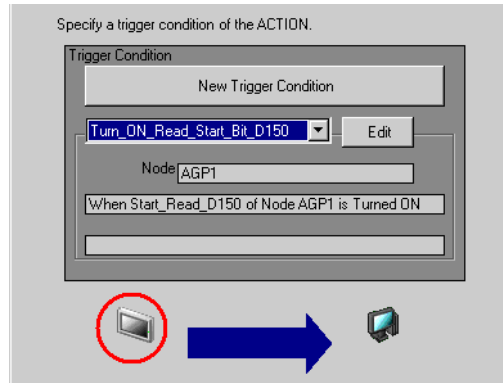 Specify a trigger condition of the ACTION.
Trigger Condition
New Trigger Condition
Turn_ON_Read_Start_Bit_D150
Edit
Node AGP1
When Start_Read_D150 of Node AGP1 is Turned ON